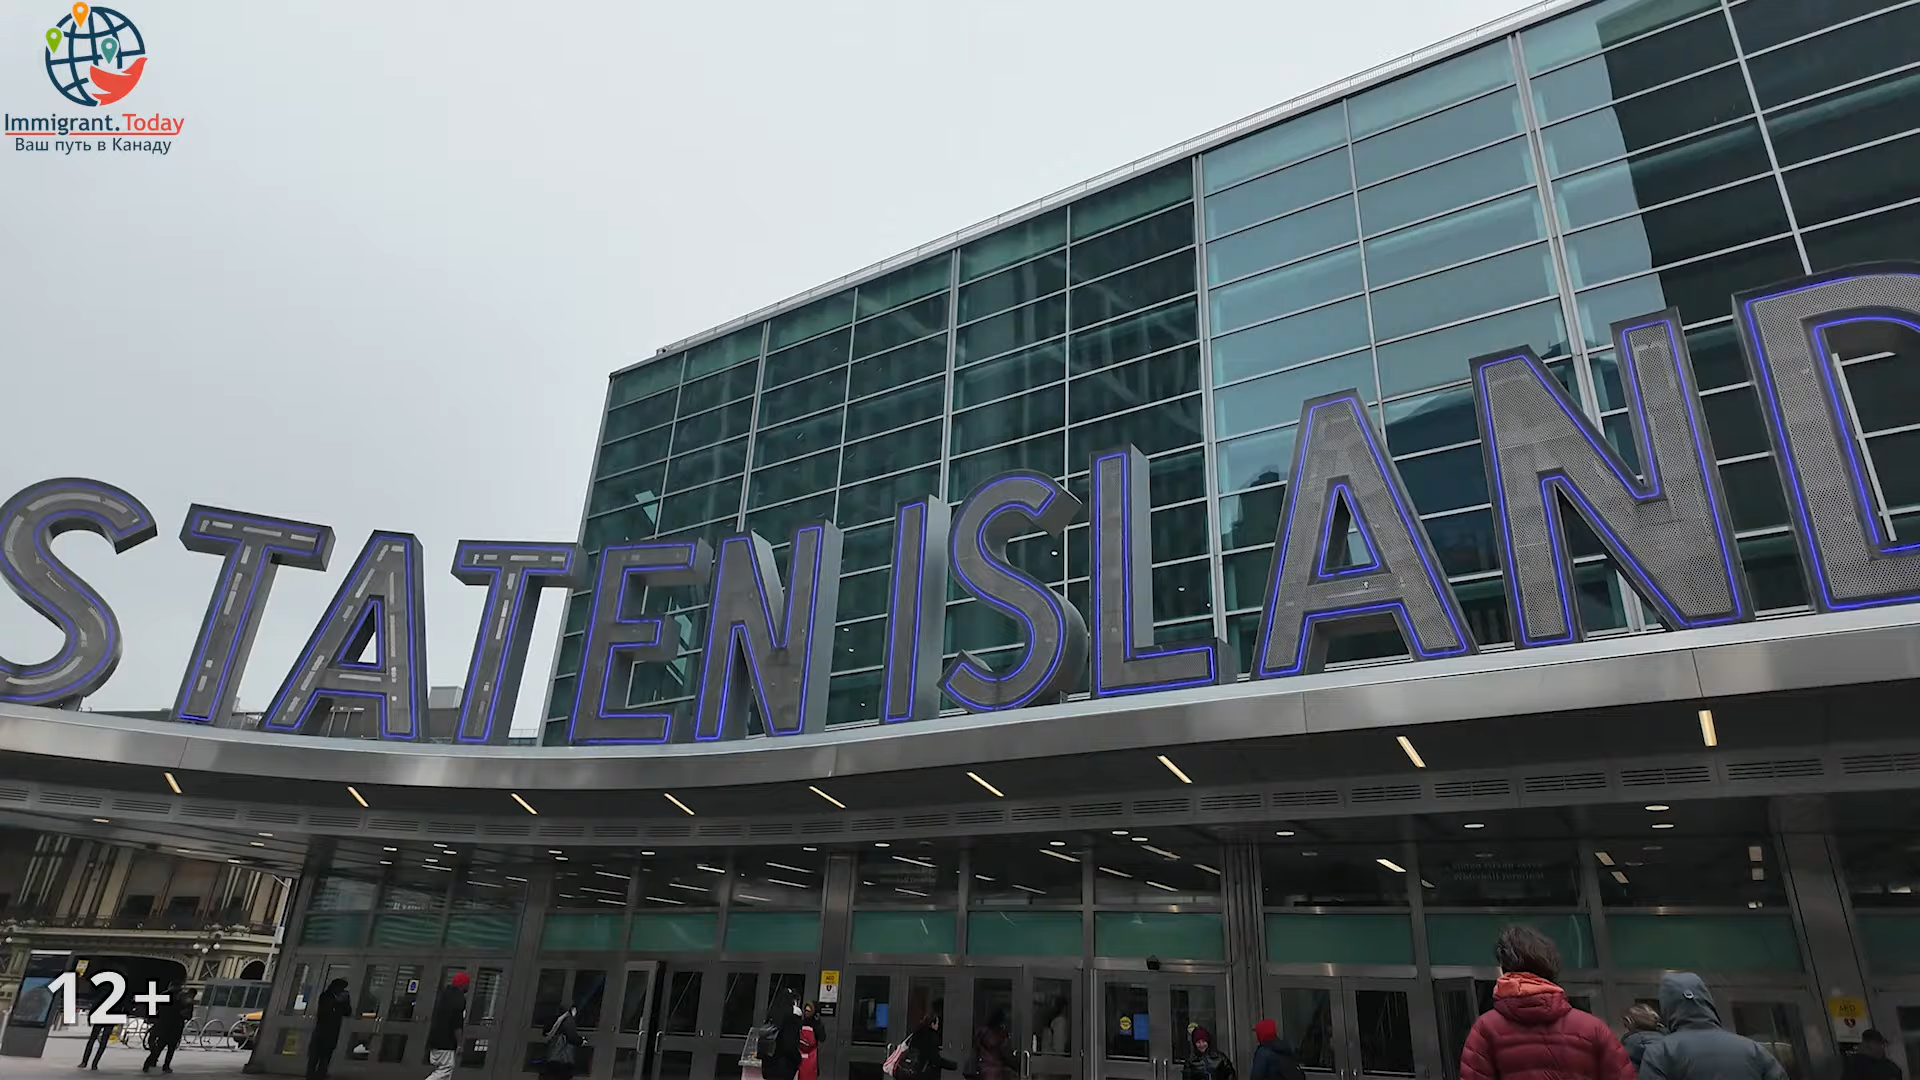 Immigrant.Today
Ваш путь в Канаду
STATEN ISLAND
12+